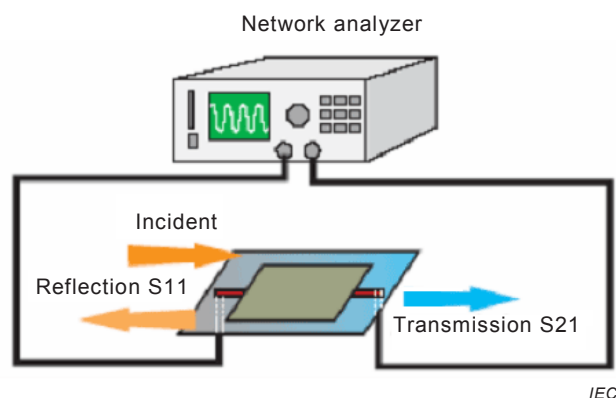 Network analyzer
Incident
Reflection S11
Transmission S21
IEC